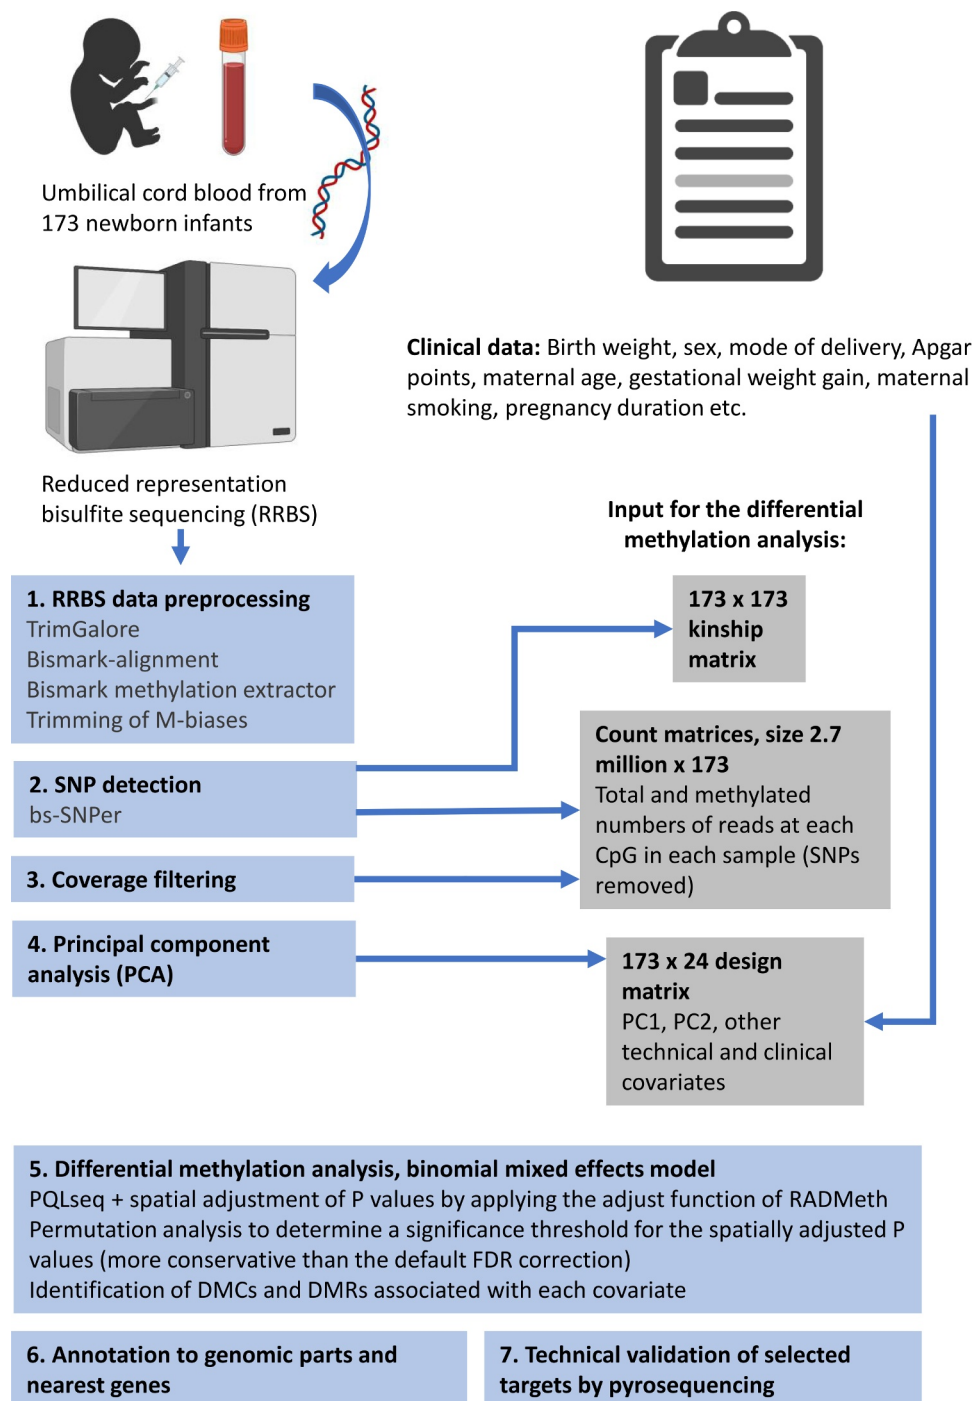 Umbilical cord blood from
173 newborn infants
Clinical data: Birth weight, sex, mode of delivery, Apgar
points, maternal age, gestational weight gain, maternal
smoking, pregnancy duration etc.
Reduced representation
bisulfite sequencing (RRBS)
Input for the differential
methylation analysis:
1. RRBS data preprocessing
TrimGalore
Bismark-alignment
Bismark methylation extractor
Trimming of M-biases
173 x 173
kinship
matrix
2. SNP detection
bs-SNPer
Count matrices, size 2.7
million x 173
Total and methylated
numbers of reads at each
CpG in each sample (SNPs
removed)
3. Coverage filtering
4. Principal component
analysis (PCA)
173 x 24 design
matrix
PC1, PC2, other
technical and clinical
covariates
5. Differential methylation analysis, binomial mixed effects model
PQLseq + spatial adjustment of P values by applying the adjust function of RADMeth
Permutation analysis to determine a significance threshold for the spatially adjusted P
values (more conservative than the default FDR correction)
Identification of DMCs and DMRs associated with each covariate
6. Annotation to genomic parts and
nearest genes
7. Technical validation of selected
targets by pyrosequencing